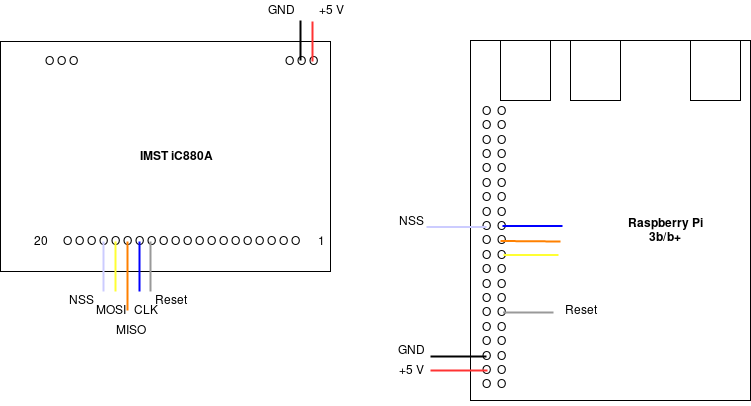 GND +5 V
IMST iC880A
20 1
NSS Reset
MOSI CLK
MISO
NSS
Raspberry Pi
3b/b+
Reset
GND
+5 V